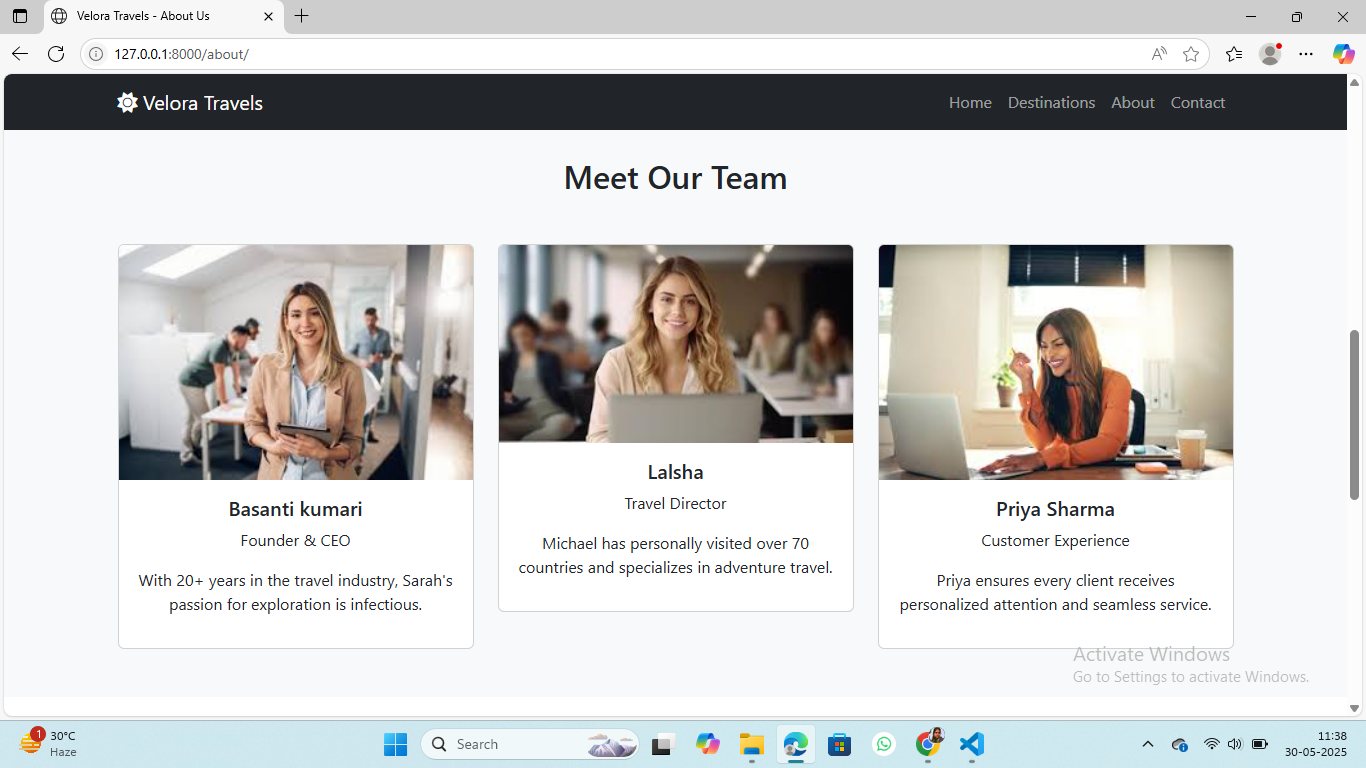 Velora Travels - About Us
127.0.0.1:8000/about/
Velora Travels
Home Destinations About Contact
Meet Our Team
Basanti kumari
Founder & CEO
With 20+ years in the travel industry, Sarah's
passion for exploration is infectious.
Lalsha
Travel Director
Michael has personally visited over 70
countries and specializes in adventure travel.
Priya Sharma
Customer Experience
Priya ensures every client receives
personalized attention and seamless service.
Activate Windows
Go to Settings to activate Windows.
1
30°C
Haze
Search
11:38
30-05-2025